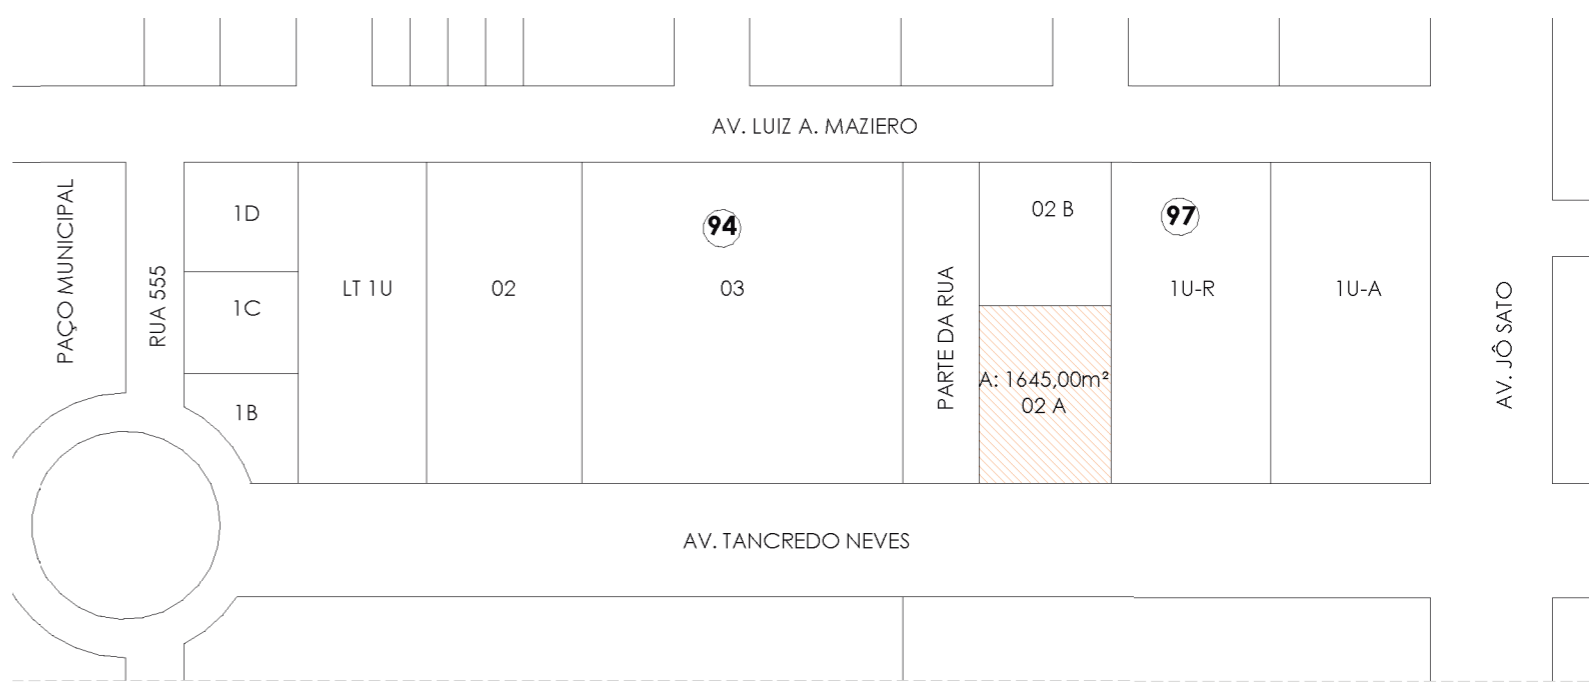 AV. LUIZ A. MAZIERO
PAÇO MUNICIPAL
RUA 555
1D
1C
1B
LT 1U
02
94
03
PARTE DA RUA
02 B
A: 1645,00m²
02 A
97
1U-R
1U-A
AV. JÔ SATO
AV. TANCREDO NEVES